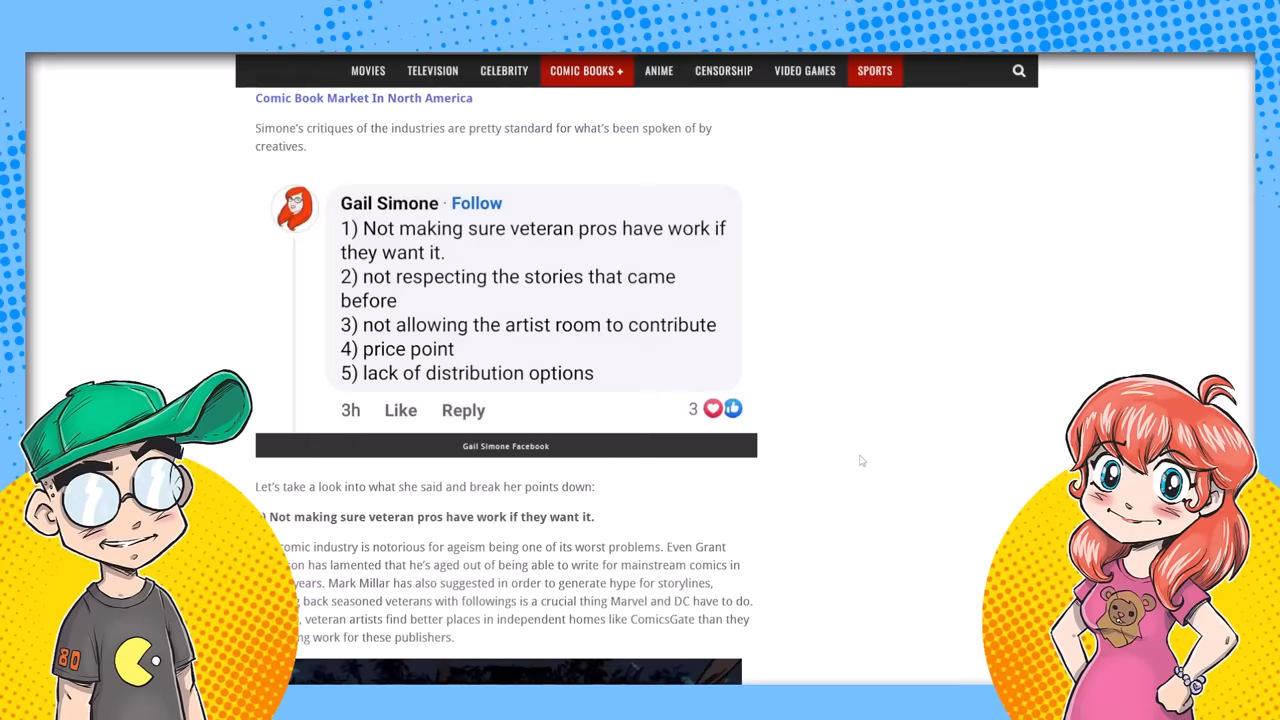 MOVIES TELEVISION CELEBRITY COMIC BOOKS + ANIME CENSORSHIP VIDEO GAMES SPORTS
Comic Book Market In North America
Simone's critiques of the industries are pretty standard for what's been spoken of by
creatives.
Gail Simone · Follow
1) Not making sure veteran pros have work if
they want it.
2) not respecting the stories that came
before
3) not allowing the artist room to contribute
4) price point
5) lack of distribution options
3h Like Reply 3
Gail Simone Facebook
Let's take a look into what she said and break her points down:
) Not making sure veteran pros have work if they want it.
comic industry is notorious for ageism being one of its worst problems. Even Grant
son has lamented that he's aged out of being able to write for mainstream comics in
years. Mark Millar has also suggested in order to generate hype for storylines,
back seasoned veterans with followings is a crucial thing Marvel and DC have to do.
, veteran artists find better places in independent homes like ComicsGate than they
ng work for these publishers.
80